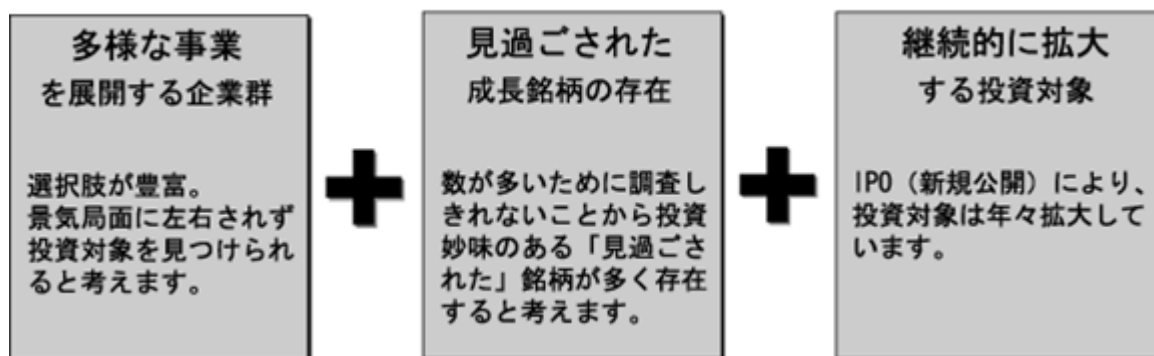 多様な事業
を展開する企業群
選択肢が豊富。
景気局面に左右されず
投資対象を見つけられ
ると考えます。
見過ごされた
成長銘柄の存在
数が多いために調査し
きれないことから投資
妙味のある「見過ごさ
れた」銘柄が多く存在
すると考えます。
継続的に拡大
する投資対象
IPO（新規公開）により、
投資対象は年々拡大して
います。